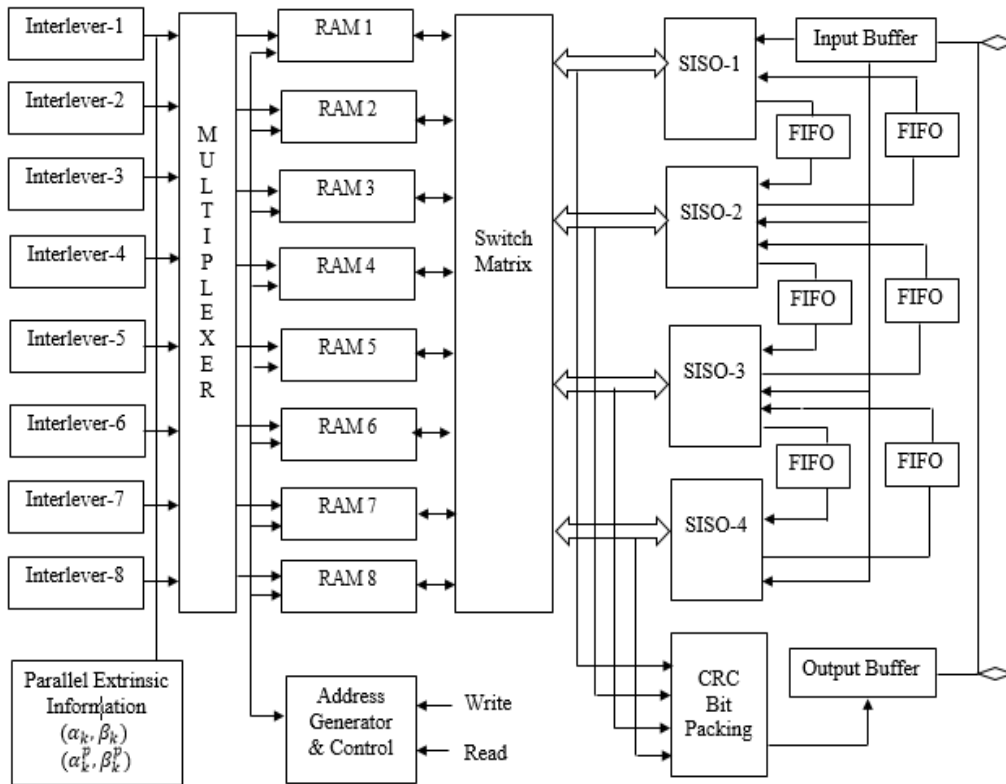 Interlever-1
Interlever-2
Interlever-3
Interlever-4
Interlever-5
Interlever-6
Interlever-7
Interlever-8
Parallel Extrinsic
Information
(αₖ, βₖ)
(αₖᵖ, βₖᵖ)
M
U
L
T
I
P
L
E
X
E
R
RAM 1
RAM 2
RAM 3
RAM 4
RAM 5
RAM 6
RAM 7
RAM 8
Address
Generator
& Control
Write
Read
Switch
Matrix
SISO-1
SISO-2
SISO-3
SISO-4
CRC
Bit
Packing
Input Buffer
FIFO
FIFO
FIFO
FIFO
FIFO
FIFO
Output Buffer